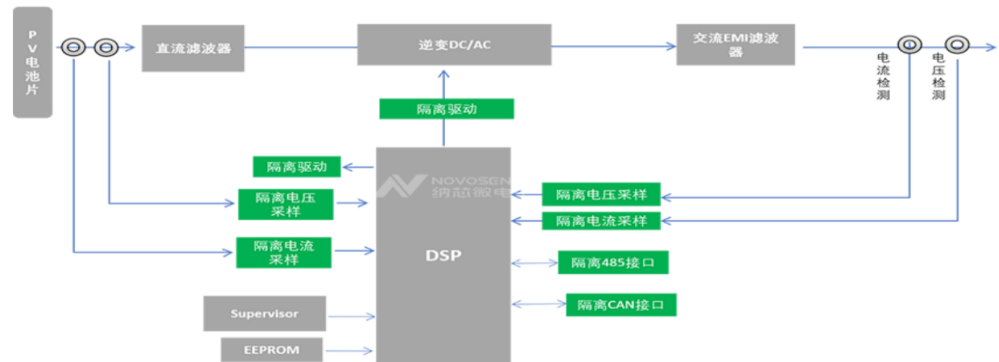 PV电池片
直流滤波器
逆变DC/AC
交流EMI滤波
器
电流检测
电压检测
隔离驱动
隔离驱动
NOVOSEN
纳芯微电
隔离电压
采样
隔离电压采样
隔离电流采样
隔离电流
采样
DSP
隔离485接口
隔离CAN接口
Supervisor
EEPROM